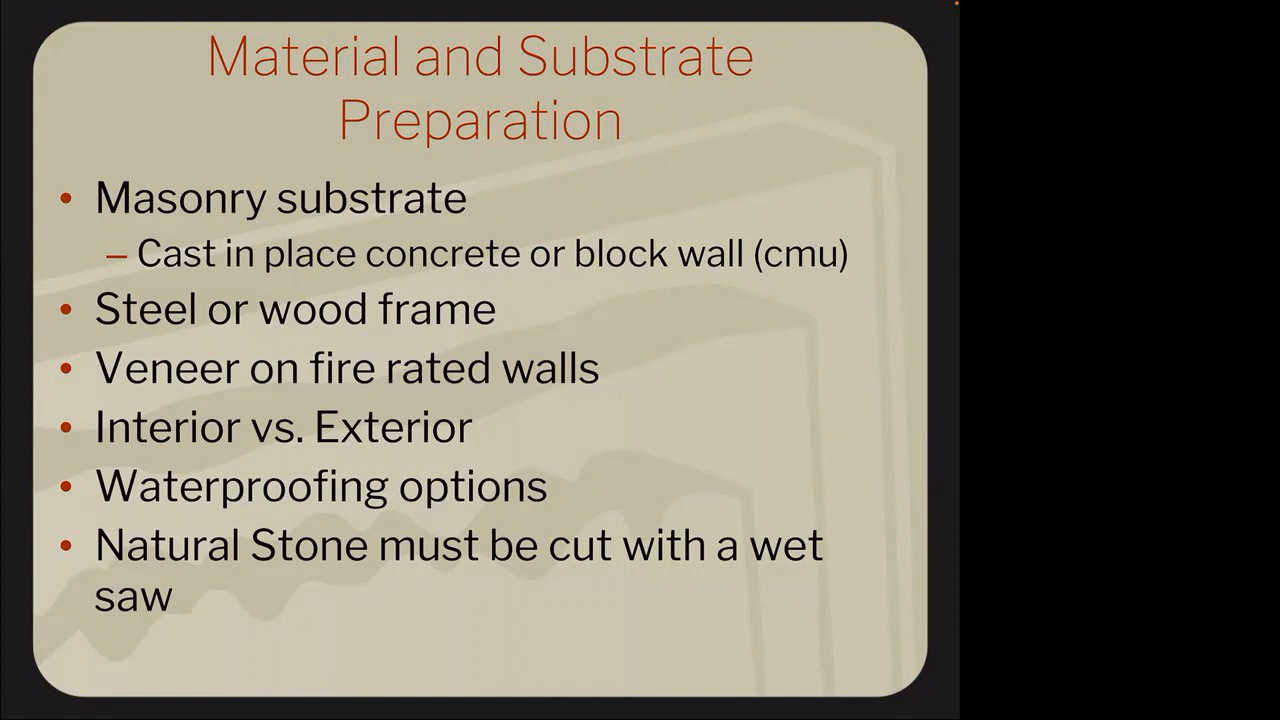 Material and Substrate
Preparation
• Masonry substrate
– Cast in place concrete or block wall (cmu)
• Steel or wood frame
• Veneer on fire rated walls
• Interior vs. Exterior
• Waterproofing options
• Natural Stone must be cut with a wet
saw